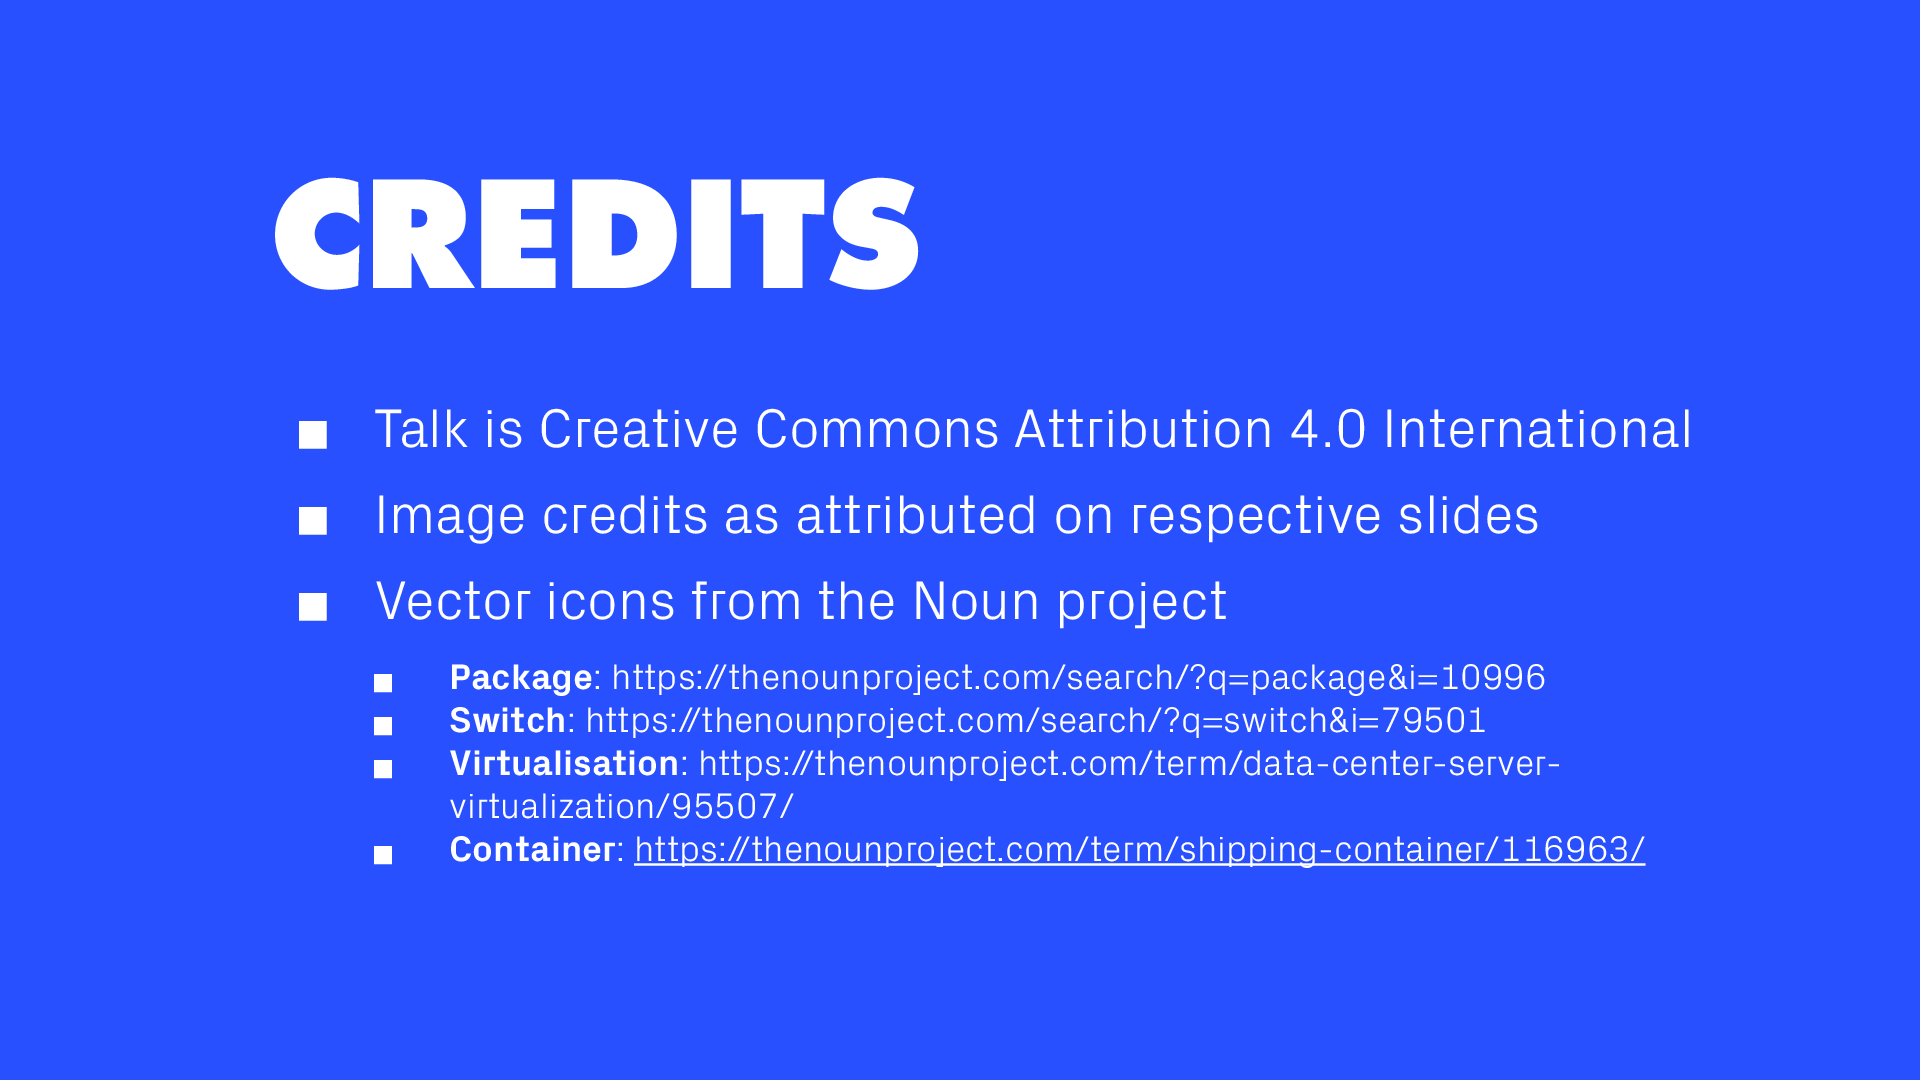 CREDITS
Talk is Creative Commons Attribution 4.0 International
Image credits as attributed on respective slides
Vector icons from the Noun project
Package: https://thenounproject.com/search/?q=package&i=10996
Switch: https://thenounproject.com/search/?q=switch&i=79501
Virtualisation: https://thenounproject.com/term/data-center-server-
virtualization/95507/
Container: https://thenounproject.com/term/shipping-container/116963/